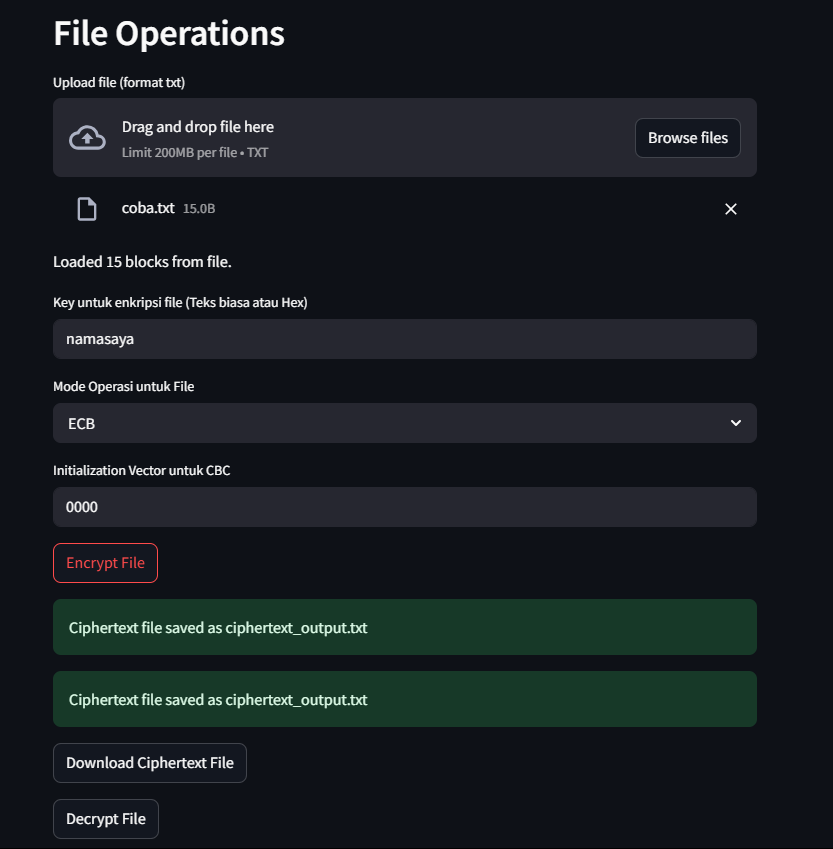 File Operations
Upload file (format txt)
Drag and drop file here
Limit 200MB per file • TXT
Browse files
coba.txt 15.0B
Loaded 15 blocks from file.
Key untuk enkripsi file (Teks biasa atau Hex)
namasaya
Mode Operasi untuk File
ECB
Initialization Vector untuk CBC
0000
Encrypt File
Ciphertext file saved as ciphertext_output.txt
Ciphertext file saved as ciphertext_output.txt
Download Ciphertext File
Decrypt File